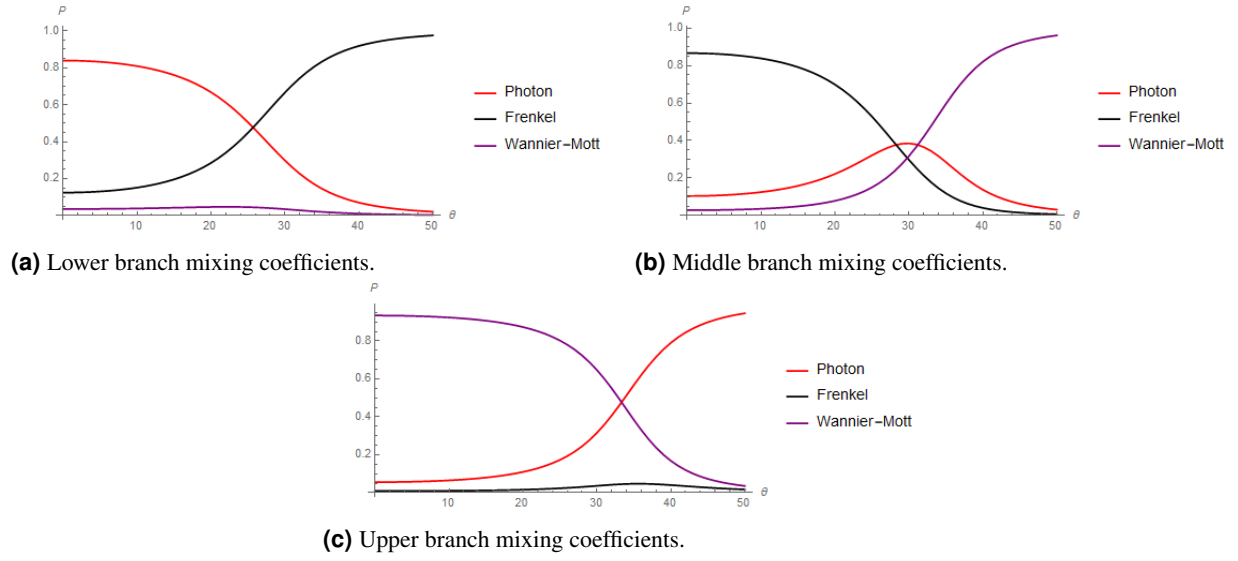 P
1.0
0.8
0.6
0.4
0.2
10 20 30 40 50 θ
Photon
Frenkel
Wannier–Mott
(a) Lower branch mixing coefficients.
P
1.0
0.8
0.6
0.4
0.2
10 20 30 40 50 θ
Photon
Frenkel
Wannier–Mott
(b) Middle branch mixing coefficients.
P
0.8
0.6
0.4
0.2
10 20 30 40 50 θ
Photon
Frenkel
Wannier–Mott
(c) Upper branch mixing coefficients.